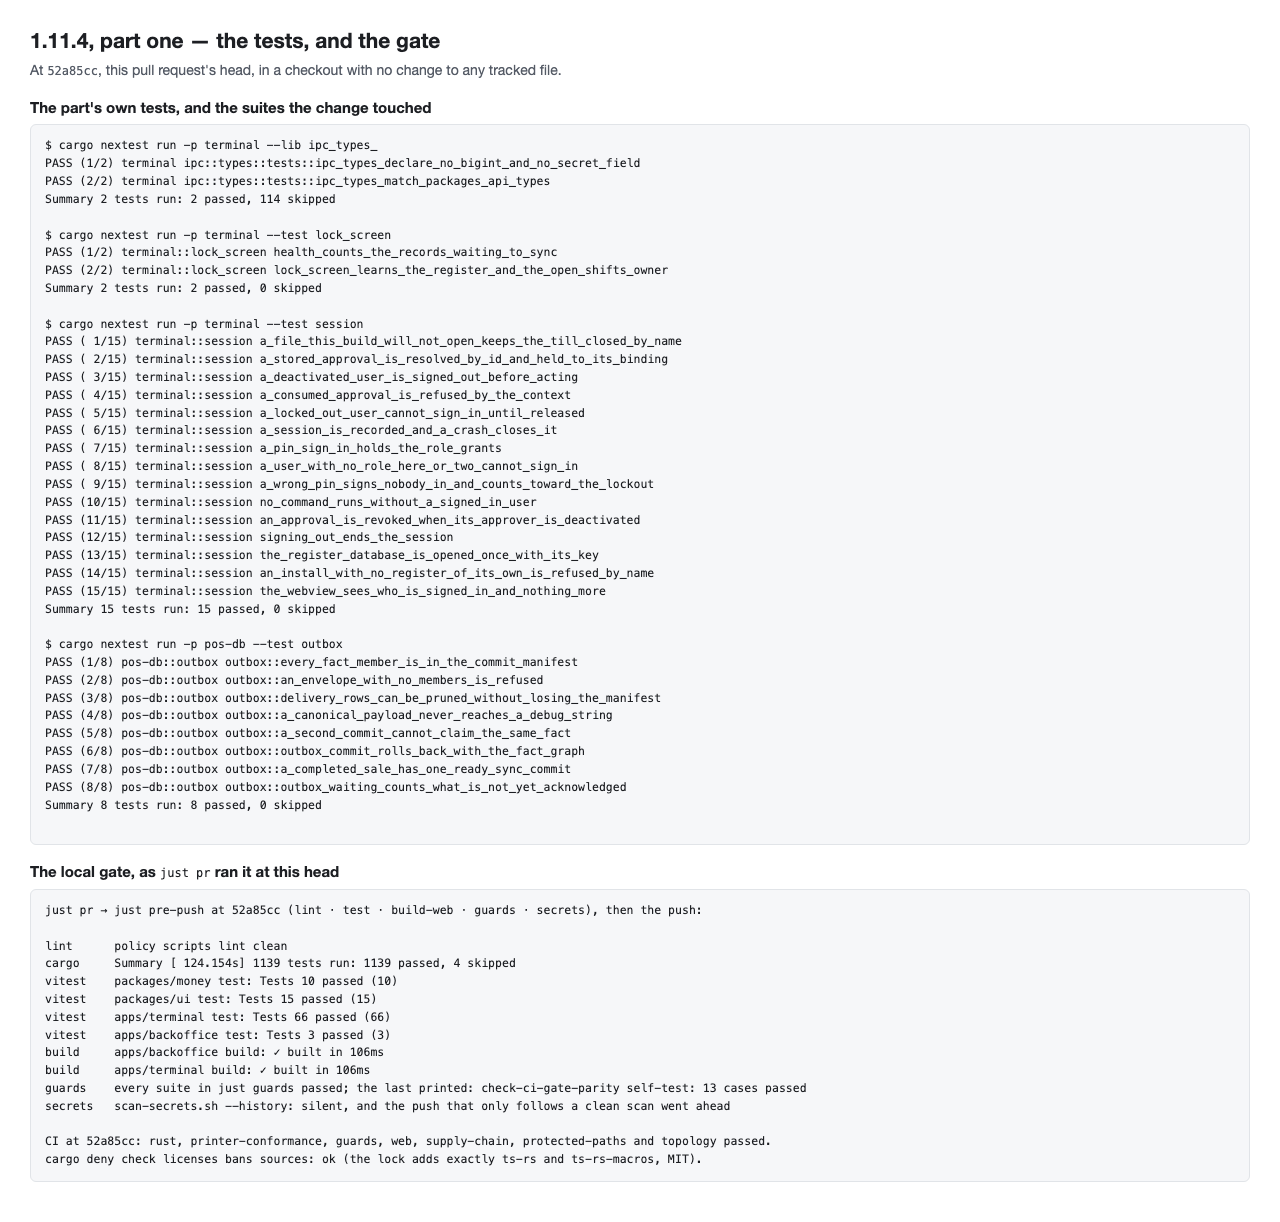 1.11.4, part one — the tests, and the gate
At 52a85cc, this pull request's head, in a checkout with no change to any tracked file.
The part's own tests, and the suites the change touched
$ cargo nextest run -p terminal --lib ipc_types_
PASS (1/2) terminal ipc::types::tests::ipc_types_declare_no_bigint_and_no_secret_field
PASS (2/2) terminal ipc::types::tests::ipc_types_match_packages_api_types
Summary 2 tests run: 2 passed, 114 skipped
$ cargo nextest run -p terminal --test lock_screen
PASS (1/2) terminal::lock_screen health_counts_the_records_waiting_to_sync
PASS (2/2) terminal::lock_screen lock_screen_learns_the_register_and_the_open_shifts_owner
Summary 2 tests run: 2 passed, 0 skipped
$ cargo nextest run -p terminal --test session
PASS ( 1/15) terminal::session a_file_this_build_will_not_open_keeps_the_till_closed_by_name
PASS ( 2/15) terminal::session a_stored_approval_is_resolved_by_id_and_held_to_its_binding
PASS ( 3/15) terminal::session a_deactivated_user_is_signed_out_before_acting
PASS ( 4/15) terminal::session a_consumed_approval_is_refused_by_the_context
PASS ( 5/15) terminal::session a_locked_out_user_cannot_sign_in_until_released
PASS ( 6/15) terminal::session a_session_is_recorded_and_a_crash_closes_it
PASS ( 7/15) terminal::session a_pin_sign_in_holds_the_role_grants
PASS ( 8/15) terminal::session a_user_with_no_role_here_or_two_cannot_sign_in
PASS ( 9/15) terminal::session a_wrong_pin_signs_nobody_in_and_counts_toward_the_lockout
PASS (10/15) terminal::session no_command_runs_without_a_signed_in_user
PASS (11/15) terminal::session an_approval_is_revoked_when_its_approver_is_deactivated
PASS (12/15) terminal::session signing_out_ends_the_session
PASS (13/15) terminal::session the_register_database_is_opened_once_with_its_key
PASS (14/15) terminal::session an_install_with_no_register_of_its_own_is_refused_by_name
PASS (15/15) terminal::session the_webview_sees_who_is_signed_in_and_nothing_more
Summary 15 tests run: 15 passed, 0 skipped
$ cargo nextest run -p pos-db --test outbox
PASS (1/8) pos-db::outbox outbox::every_fact_member_is_in_the_commit_manifest
PASS (2/8) pos-db::outbox outbox::an_envelope_with_no_members_is_refused
PASS (3/8) pos-db::outbox outbox::delivery_rows_can_be_pruned_without_losing_the_manifest
PASS (4/8) pos-db::outbox outbox::a_canonical_payload_never_reaches_a_debug_string
PASS (5/8) pos-db::outbox outbox::a_second_commit_cannot_claim_the_same_fact
PASS (6/8) pos-db::outbox outbox::outbox_commit_rolls_back_with_the_fact_graph
PASS (7/8) pos-db::outbox outbox::a_completed_sale_has_one_ready_sync_commit
PASS (8/8) pos-db::outbox outbox::outbox_waiting_counts_what_is_not_yet_acknowledged
Summary 8 tests run: 8 passed, 0 skipped
The local gate, as just pr ran it at this head
just pr → just pre-push at 52a85cc (lint · test · build-web · guards · secrets), then the push:
lint policy scripts lint clean
cargo Summary [ 124.154s] 1139 tests run: 1139 passed, 4 skipped
vitest packages/money test: Tests 10 passed (10)
vitest packages/ui test: Tests 15 passed (15)
vitest apps/terminal test: Tests 66 passed (66)
vitest apps/backoffice test: Tests 3 passed (3)
build apps/backoffice build: ✓ built in 106ms
build apps/terminal build: ✓ built in 106ms
guards every suite in just guards passed; the last printed: check-ci-gate-parity self-test: 13 cases passed
secrets scan-secrets.sh --history: silent, and the push that only follows a clean scan went ahead
CI at 52a85cc: rust, printer-conformance, guards, web, supply-chain, protected-paths and topology passed.
cargo deny check licenses bans sources: ok (the lock adds exactly ts-rs and ts-rs-macros, MIT).